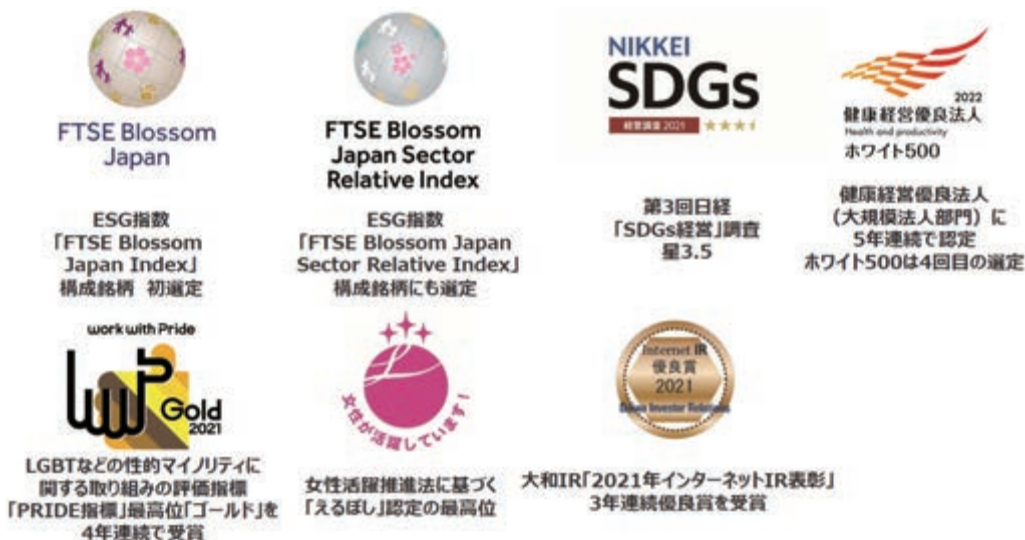 FTSE Blossom
Japan
ESG指数
「FTSE Blossom
Japan Index」
構成銘柄 初選定
FTSE Blossom
Japan Sector
Relative Index
ESG指数
「FTSE Blossom Japan
Sector Relative Index」
構成銘柄にも選定
NIKKEI
SDGs
経営調査 2021
第3回日経
「SDGs経営」調査
星3.5
2022
健康経営優良法人
Health and productivity
ホワイト500
健康経営優良法人
（大規模法人部門）に
5年連続で認定
ホワイト500は4回目の選定
work with Pride
wwP
Gold
2021
LGBTなどの性的マイノリティに
関する取り組みの評価指標
「PRIDE指標」最高位「ゴールド」を
4年連続で受賞
女性が活躍しています！
女性活躍推進法に基づく
「えるぼし」認定の最高位
Internet IR
優良賞
2021
Daiwa Investor Relations
大和IR「2021年インターネットIR表彰」
3年連続優良賞を受賞